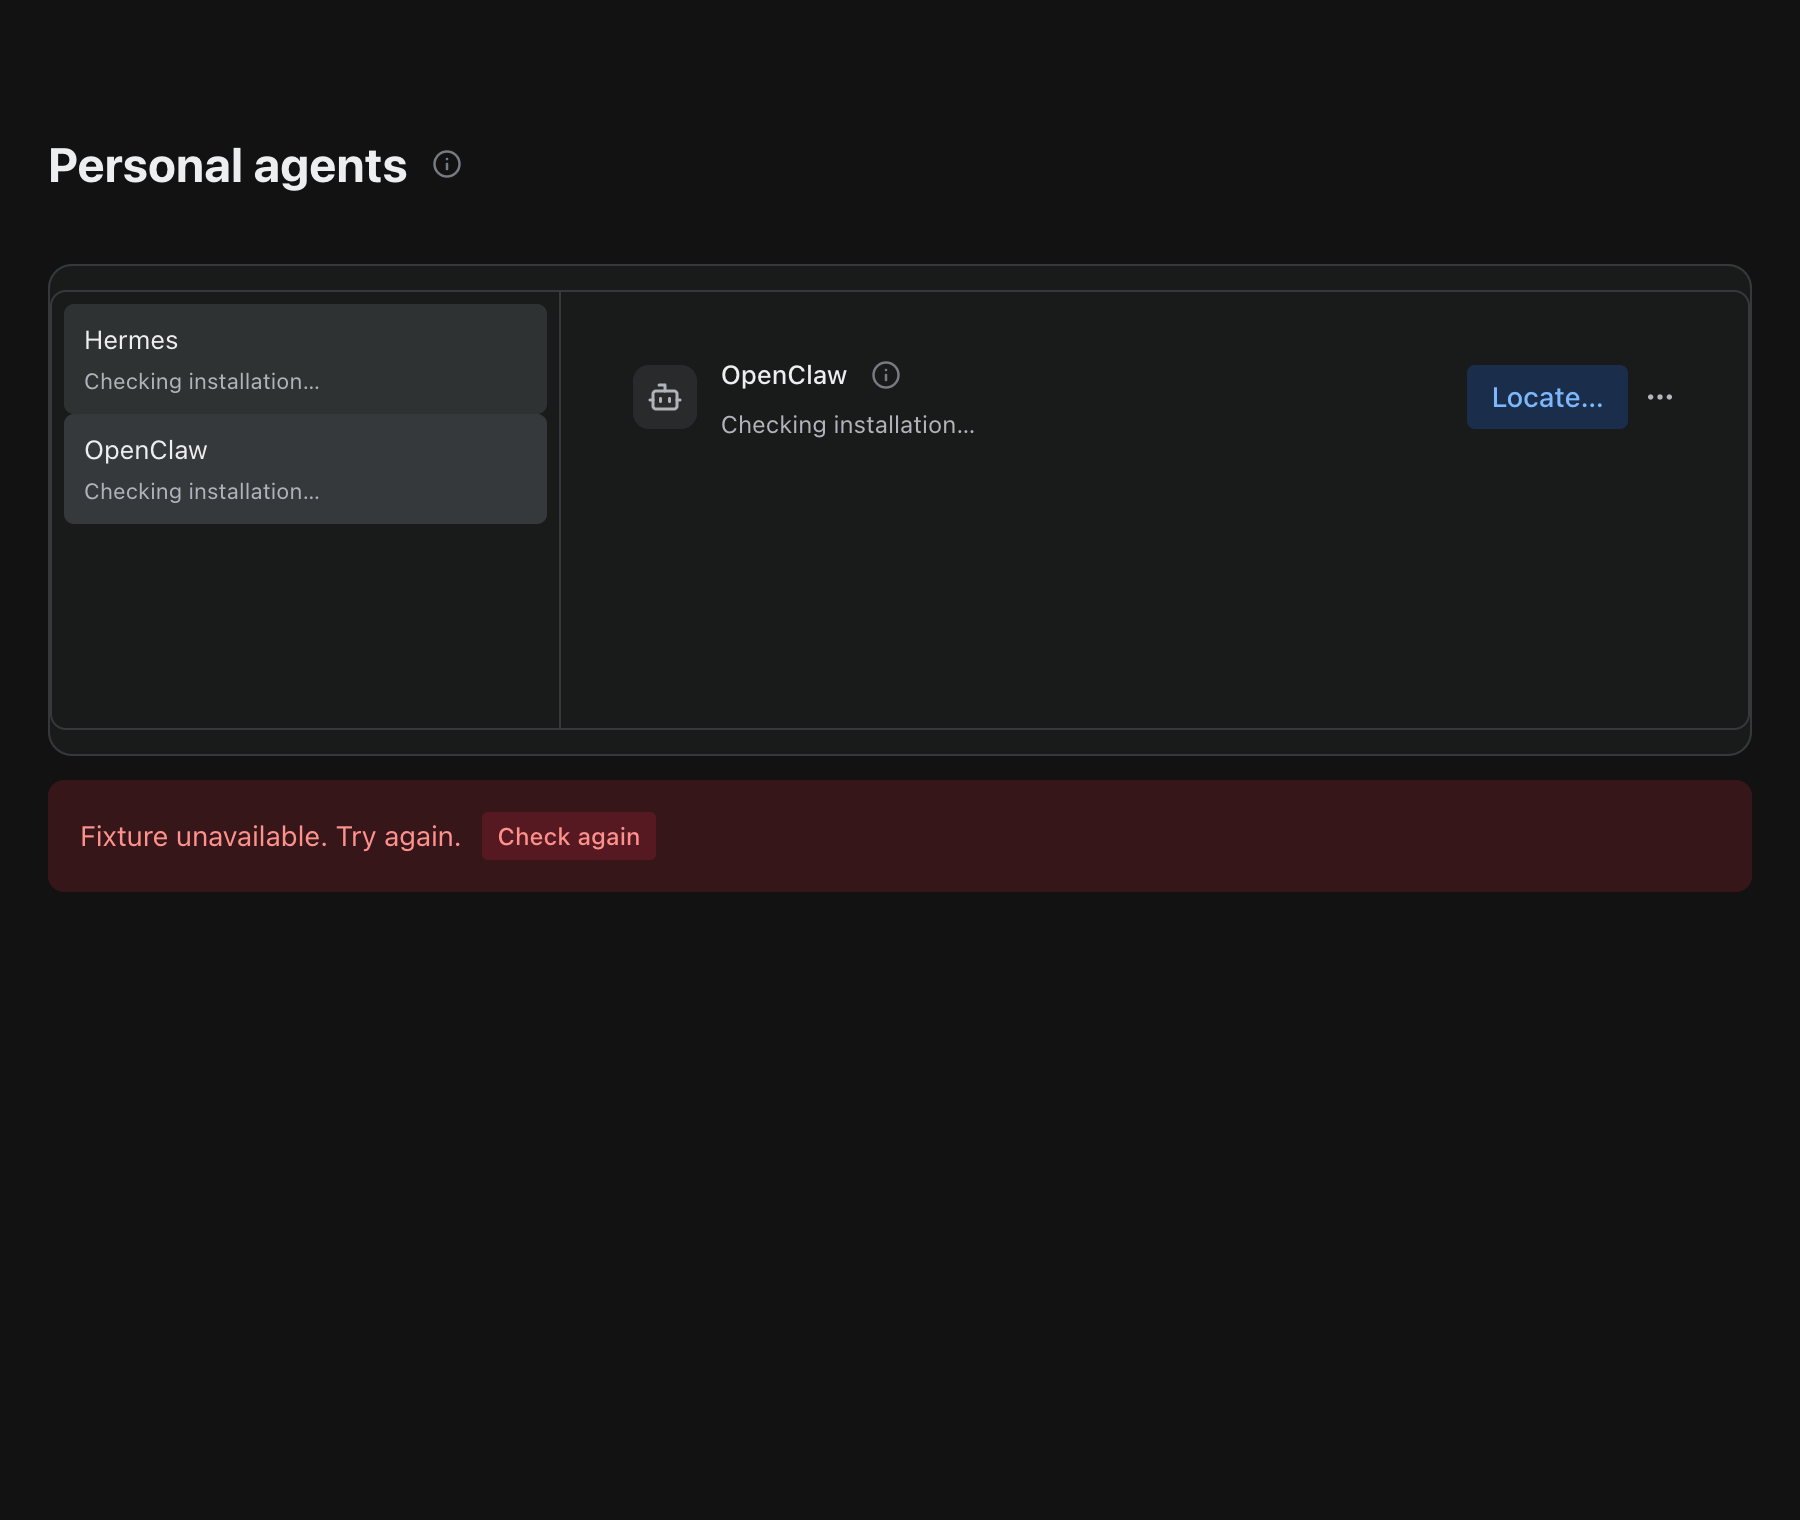 Personal agents
Hermes
Checking installation...
OpenClaw
Checking installation...
OpenClaw
Checking installation...
Locate...
Fixture unavailable. Try again.
Check again